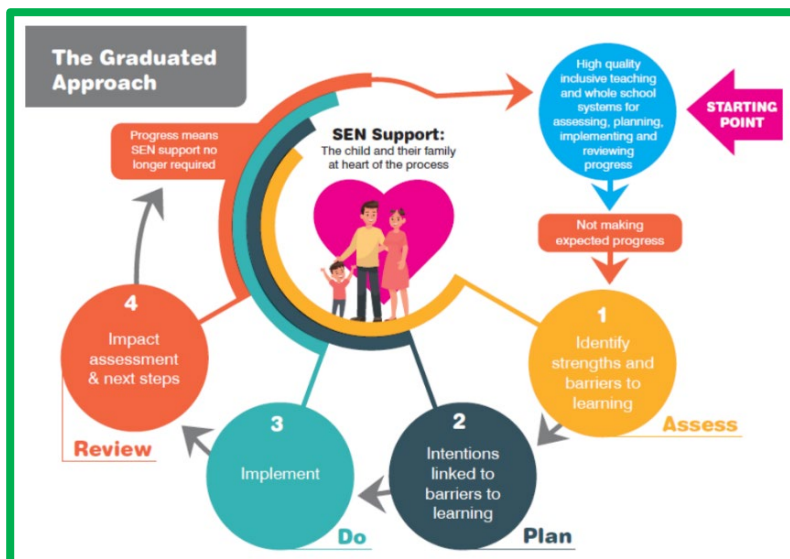 The Graduated
Approach
High quality
inclusive teaching
and whole school
systems for
assessing, planning,
implementing and
reviewing
progress
STARTING
POINT
Progress means
SEN support no
longer required
SEN Support:
The child and their family
at heart of the process
Not making
expected progress
1
Identify
strengths and
barriers to
learning
Assess
2
Intentions
linked to
barriers to
learning
Plan
3
Implement
Do
4
Impact
assessment
& next steps
Review